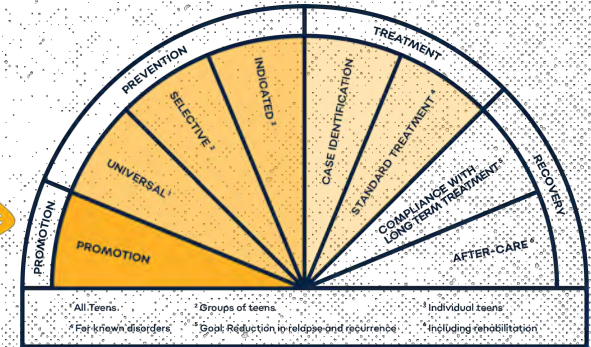 PROMOTION
PREVENTION
TREATMENT
RECOVERY
PROMOTION
UNIVERSAL ¹
SELECTIVE ²
INDICATED ³
CASE IDENTIFICATION
STANDARD TREATMENT ⁴
COMPLIANCE WITH
LONG TERM TREATMENT ⁵
AFTER-CARE ⁶
¹ All Teens
² Groups of teens
³ Individual teens
⁴ For known disorders
⁵ Goal: Reduction in relapse and recurrence
⁶ Including rehabilitation